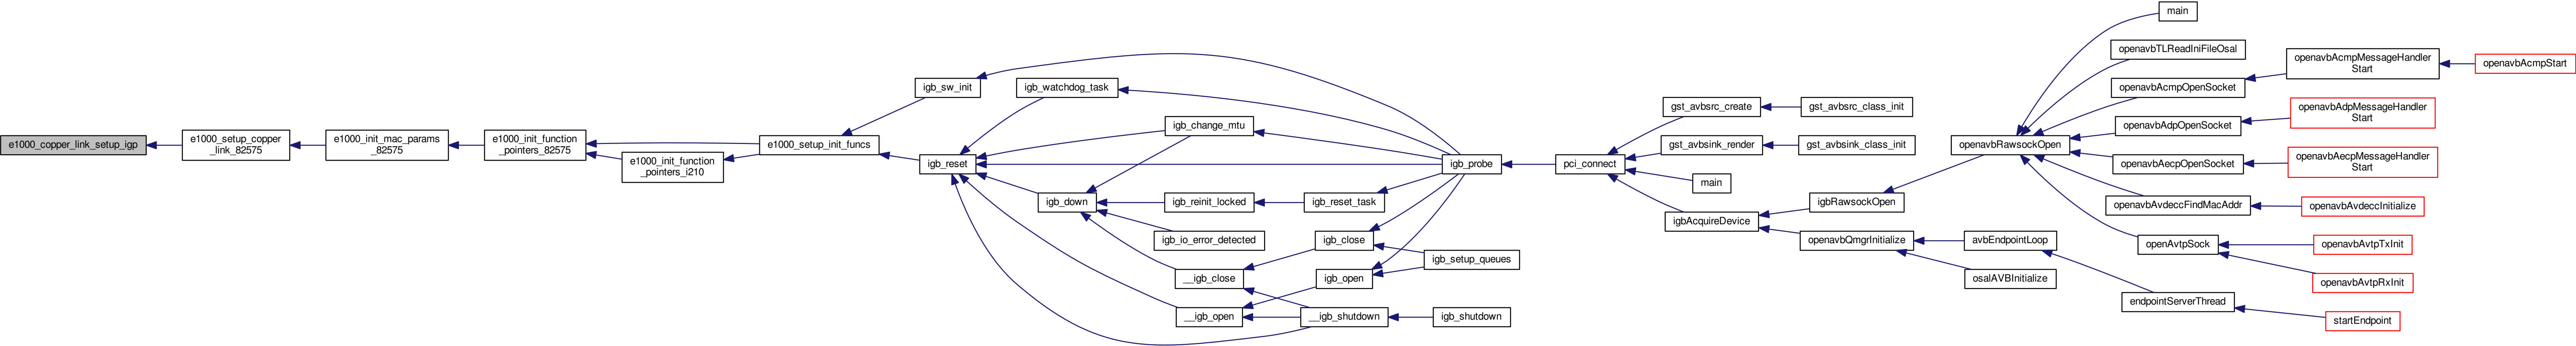 e1000_copper_link_setup_igp
e1000_setup_copper
_link_82575
e1000_init_mac_params
_82575
e1000_init_function
_pointers_82575
e1000_init_function
_pointers_i210
e1000_setup_init_funcs
igb_sw_init
igb_reset
igb_watchdog_task
igb_change_mtu
igb_down
igb_reinit_locked
igb_reset_task
igb_io_error_detected
__igb_close
__igb_open
igb_close
igb_open
__igb_shutdown
igb_probe
igb_setup_queues
igb_shutdown
pci_connect
gst_avbsrc_create
gst_avbsrc_class_init
gst_avbsink_render
gst_avbsink_class_init
main
igbAcquireDevice
igbRawsockOpen
openavbQmgrInitialize
avbEndpointLoop
osalAVBInitialize
openavbRawsockOpen
main
openavbTLReadIniFileOsal
openavbAcmpOpenSocket
openavbAcmpMessageHandler
Start
openavbAcmpStart
openavbAdpOpenSocket
openavbAdpMessageHandler
Start
openavbAecpOpenSocket
openavbAecpMessageHandler
Start
openavbAvdeccFindMacAddr
openavbAvdeccInitialize
openAvtpSock
openavbAvtpTxInit
openavbAvtpRxInit
endpointServerThread
startEndpoint